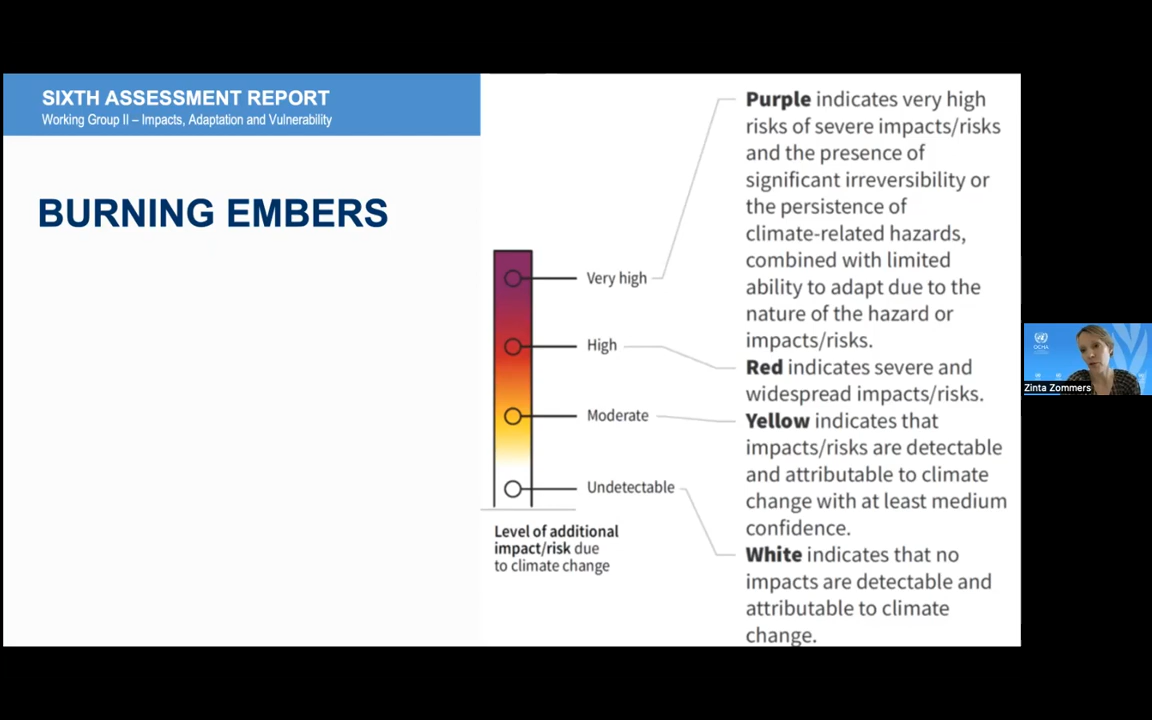 SIXTH ASSESSMENT REPORT
Working Group II – Impacts, Adaptation and Vulnerability
BURNING EMBERS
Very high
High
Moderate
Undetectable
Level of additional
impact/risk due
to climate change
Purple indicates very high
risks of severe impacts/risks
and the presence of
significant irreversibility or
the persistence of
climate-related hazards,
combined with limited
ability to adapt due to the
nature of the hazard or
impacts/risks.
Red indicates severe and
widespread impacts/risks.
Yellow indicates that
impacts/risks are detectable
and attributable to climate
change with at least medium
confidence.
White indicates that no
impacts are detectable and
attributable to climate
change.
OCHA
Zinta Zommers